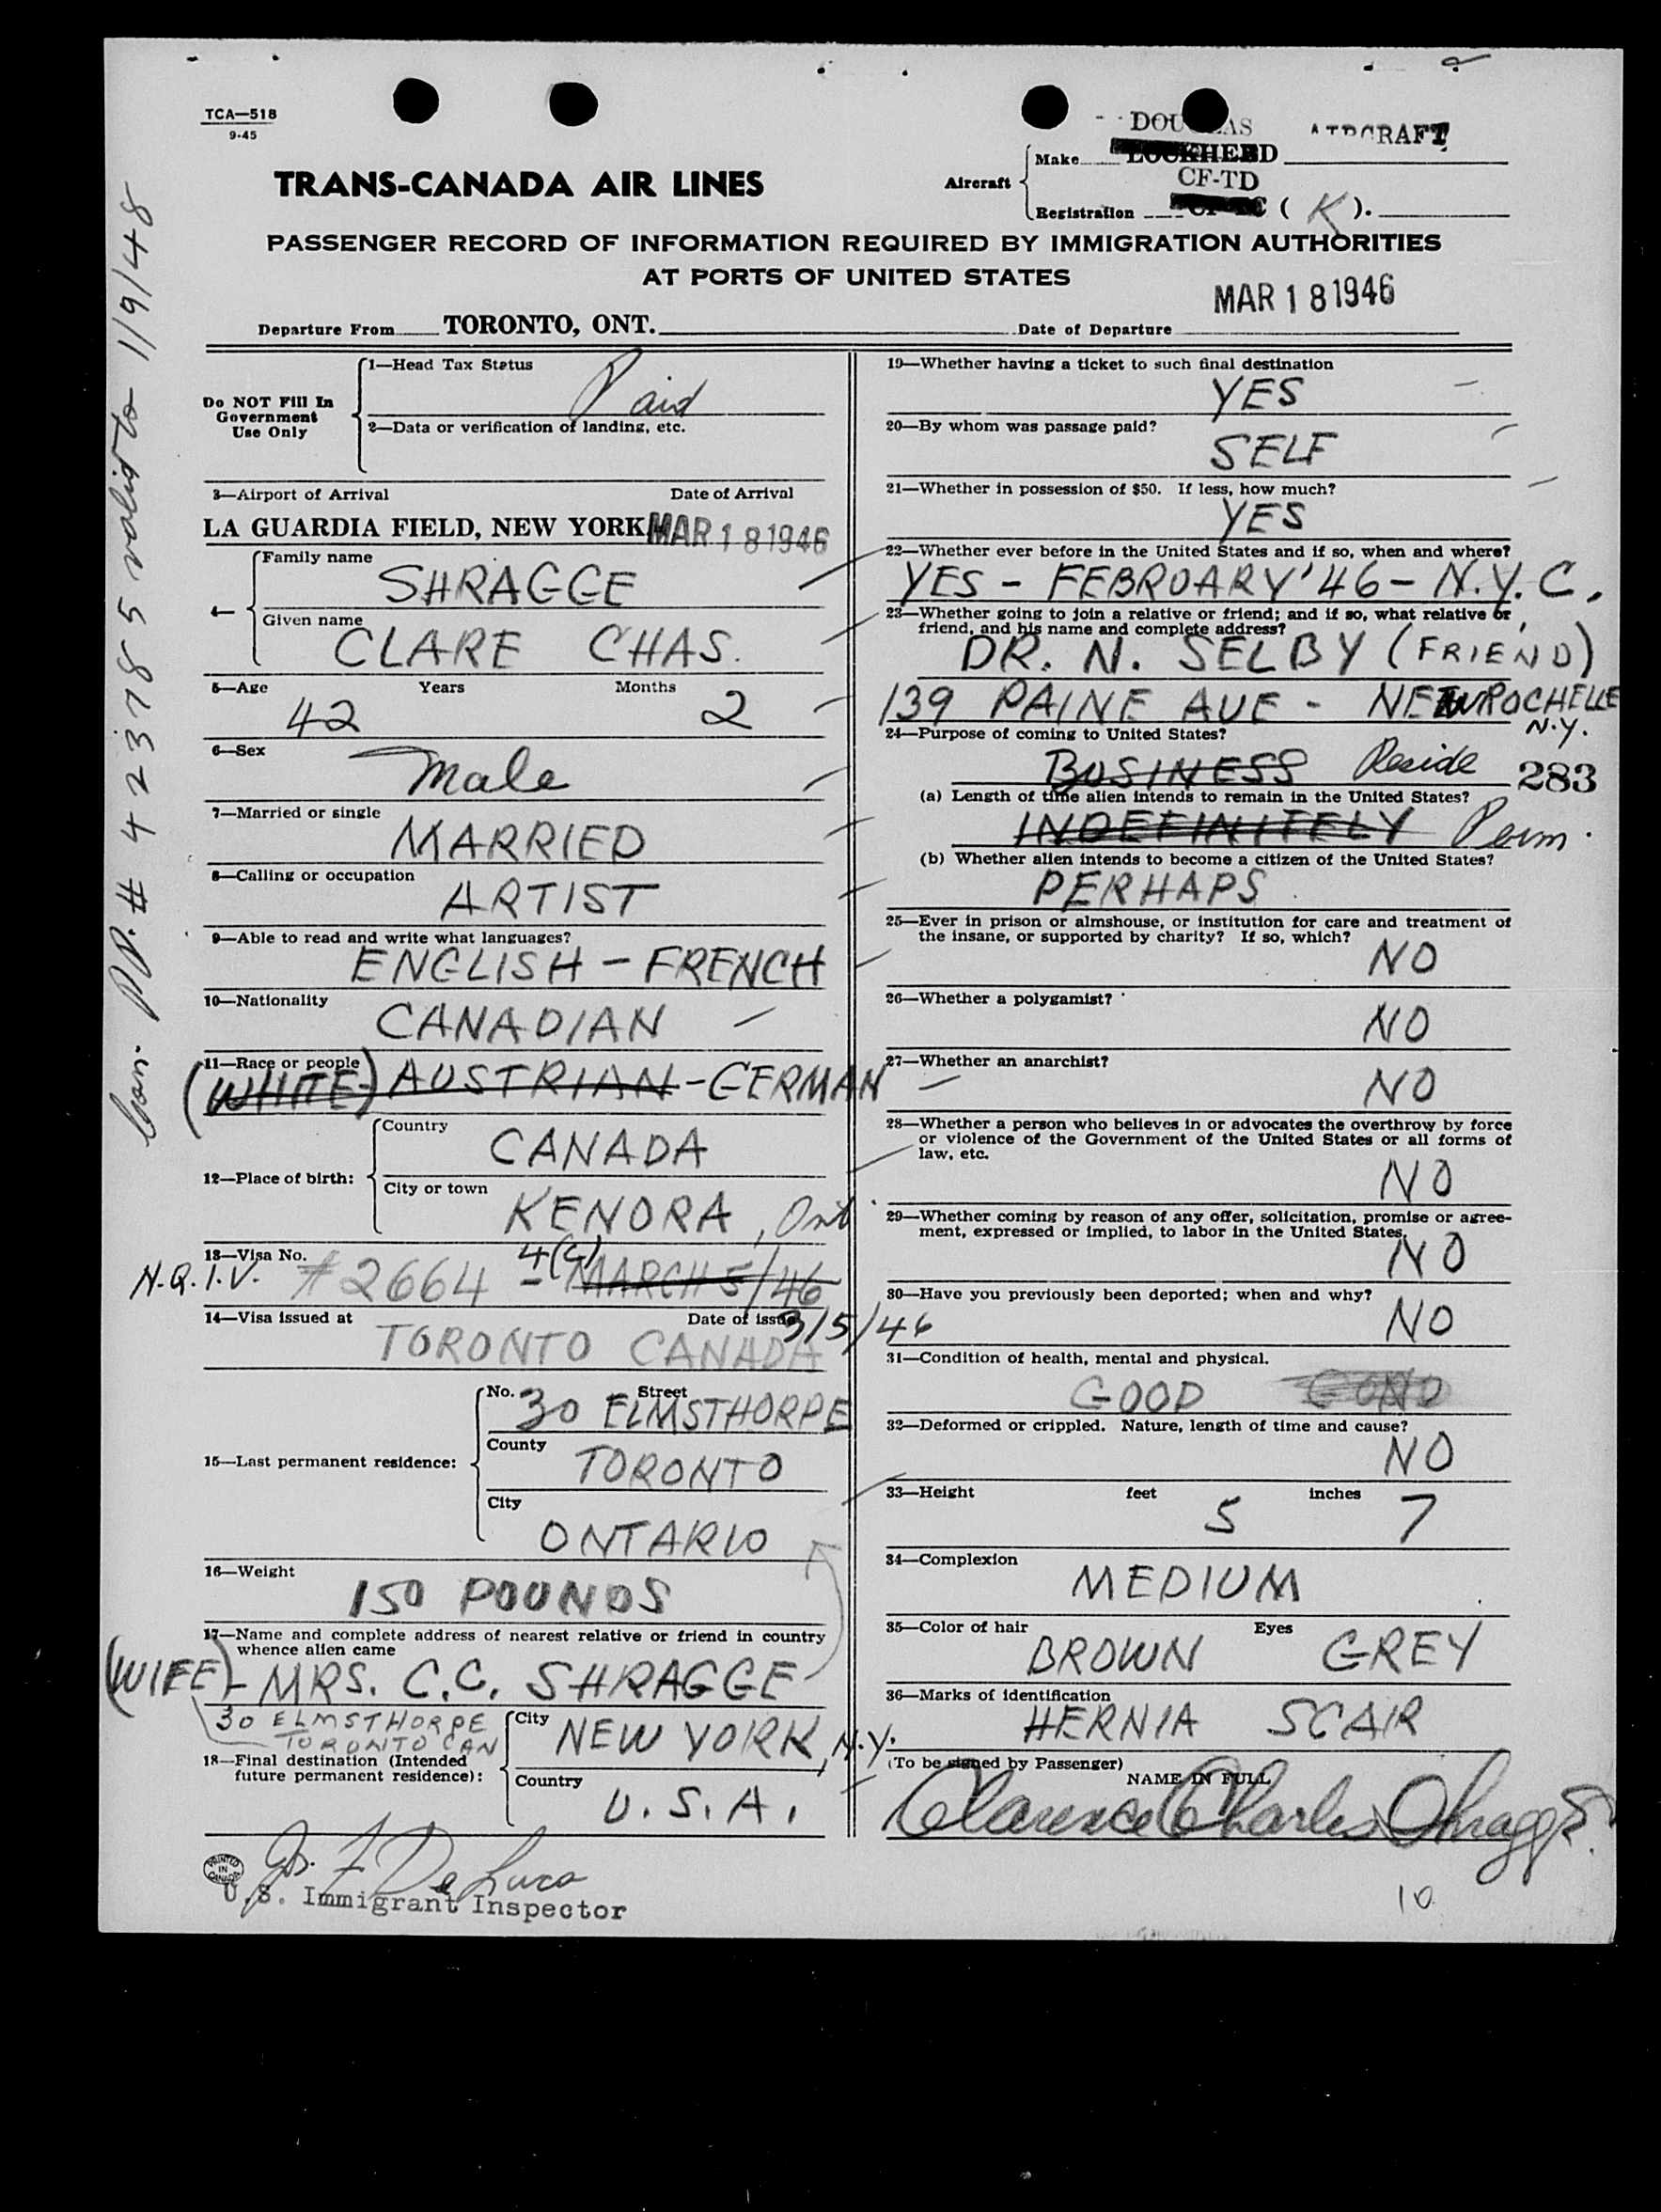 TCA—518
9-45
DOUGLAS AIRCRAFT
Aircraft
Make LOCKHEED
CF-TD
Registration (K).
TRANS-CANADA AIR LINES
PASSENGER RECORD OF INFORMATION REQUIRED BY IMMIGRATION AUTHORITIES
AT PORTS OF UNITED STATES
MAR 18 1946
Departure From TORONTO, ONT. Date of Departure
Can. PP. # 4 23785 valid to 1/9/48
Do NOT Fill In
Government
Use Only
1—Head Tax Status
Paid
2—Data or verification of landing, etc.
3—Airport of Arrival Date of Arrival
LA GUARDIA FIELD, NEW YORK MAR 18 1946
Family name
SHRAGGE
Given name
CLARE CHAS.
5—Age Years Months
42 2
6—Sex
Male
7—Married or single
MARRIED
8—Calling or occupation
ARTIST
9—Able to read and write what languages?
ENGLISH - FRENCH
10—Nationality
CANADIAN
11—Race or people
(WHITE) AUSTRIAN - GERMAN
12—Place of birth:
Country
CANADA
City or town
KENORA, Ont.
13—Visa No. 4(c)
N.Q.I.V. #2664 - MARCH 5/46
14—Visa issued at Date of issue 3/5/46
TORONTO CANADA
15—Last permanent residence:
No. Street
30 ELMSTHORPE
County
TORONTO
City
ONTARIO
16—Weight
150 POUNDS
17—Name and complete address of nearest relative or friend in country
whence alien came
(WIFE) - MRS. C.C. SHRAGGE
30 ELMSTHORPE
TORONTO CAN
18—Final destination (Intended
future permanent residence):
City
NEW YORK, N.Y.
Country
U.S.A.
Jos. F. De Luca
U.S. Immigrant Inspector
PRINTED
IN
CANADA
19—Whether having a ticket to such final destination
YES
20—By whom was passage paid?
SELF
21—Whether in possession of $50. If less, how much?
YES
22—Whether ever before in the United States and if so, when and where?
YES - FEBRUARY '46 - N.Y.C.
23—Whether going to join a relative or friend; and if so, what relative or
friend, and his name and complete address?
DR. N. SELBY (FRIEND)
139 PAINE AVE - NEW ROCHELLE
N.Y.
24—Purpose of coming to United States?
BUSINESS Reside 283
(a) Length of time alien intends to remain in the United States?
INDEFINITELY Perm.
(b) Whether alien intends to become a citizen of the United States?
PERHAPS
25—Ever in prison or almshouse, or institution for care and treatment of
the insane, or supported by charity? If so, which?
NO
26—Whether a polygamist?
NO
27—Whether an anarchist?
NO
28—Whether a person who believes in or advocates the overthrow by force
or violence of the Government of the United States or all forms of
law, etc.
NO
29—Whether coming by reason of any offer, solicitation, promise or agree-
ment, expressed or implied, to labor in the United States.
NO
30—Have you previously been deported; when and why?
NO
31—Condition of health, mental and physical.
GOOD
32—Deformed or crippled. Nature, length of time and cause?
NO
33—Height feet inches
5 7
34—Complexion
MEDIUM
35—Color of hair Eyes
BROWN GREY
36—Marks of identification
HERNIA SCAR
(To be signed by Passenger)
NAME IN FULL
Clarence Charles Shragge
10